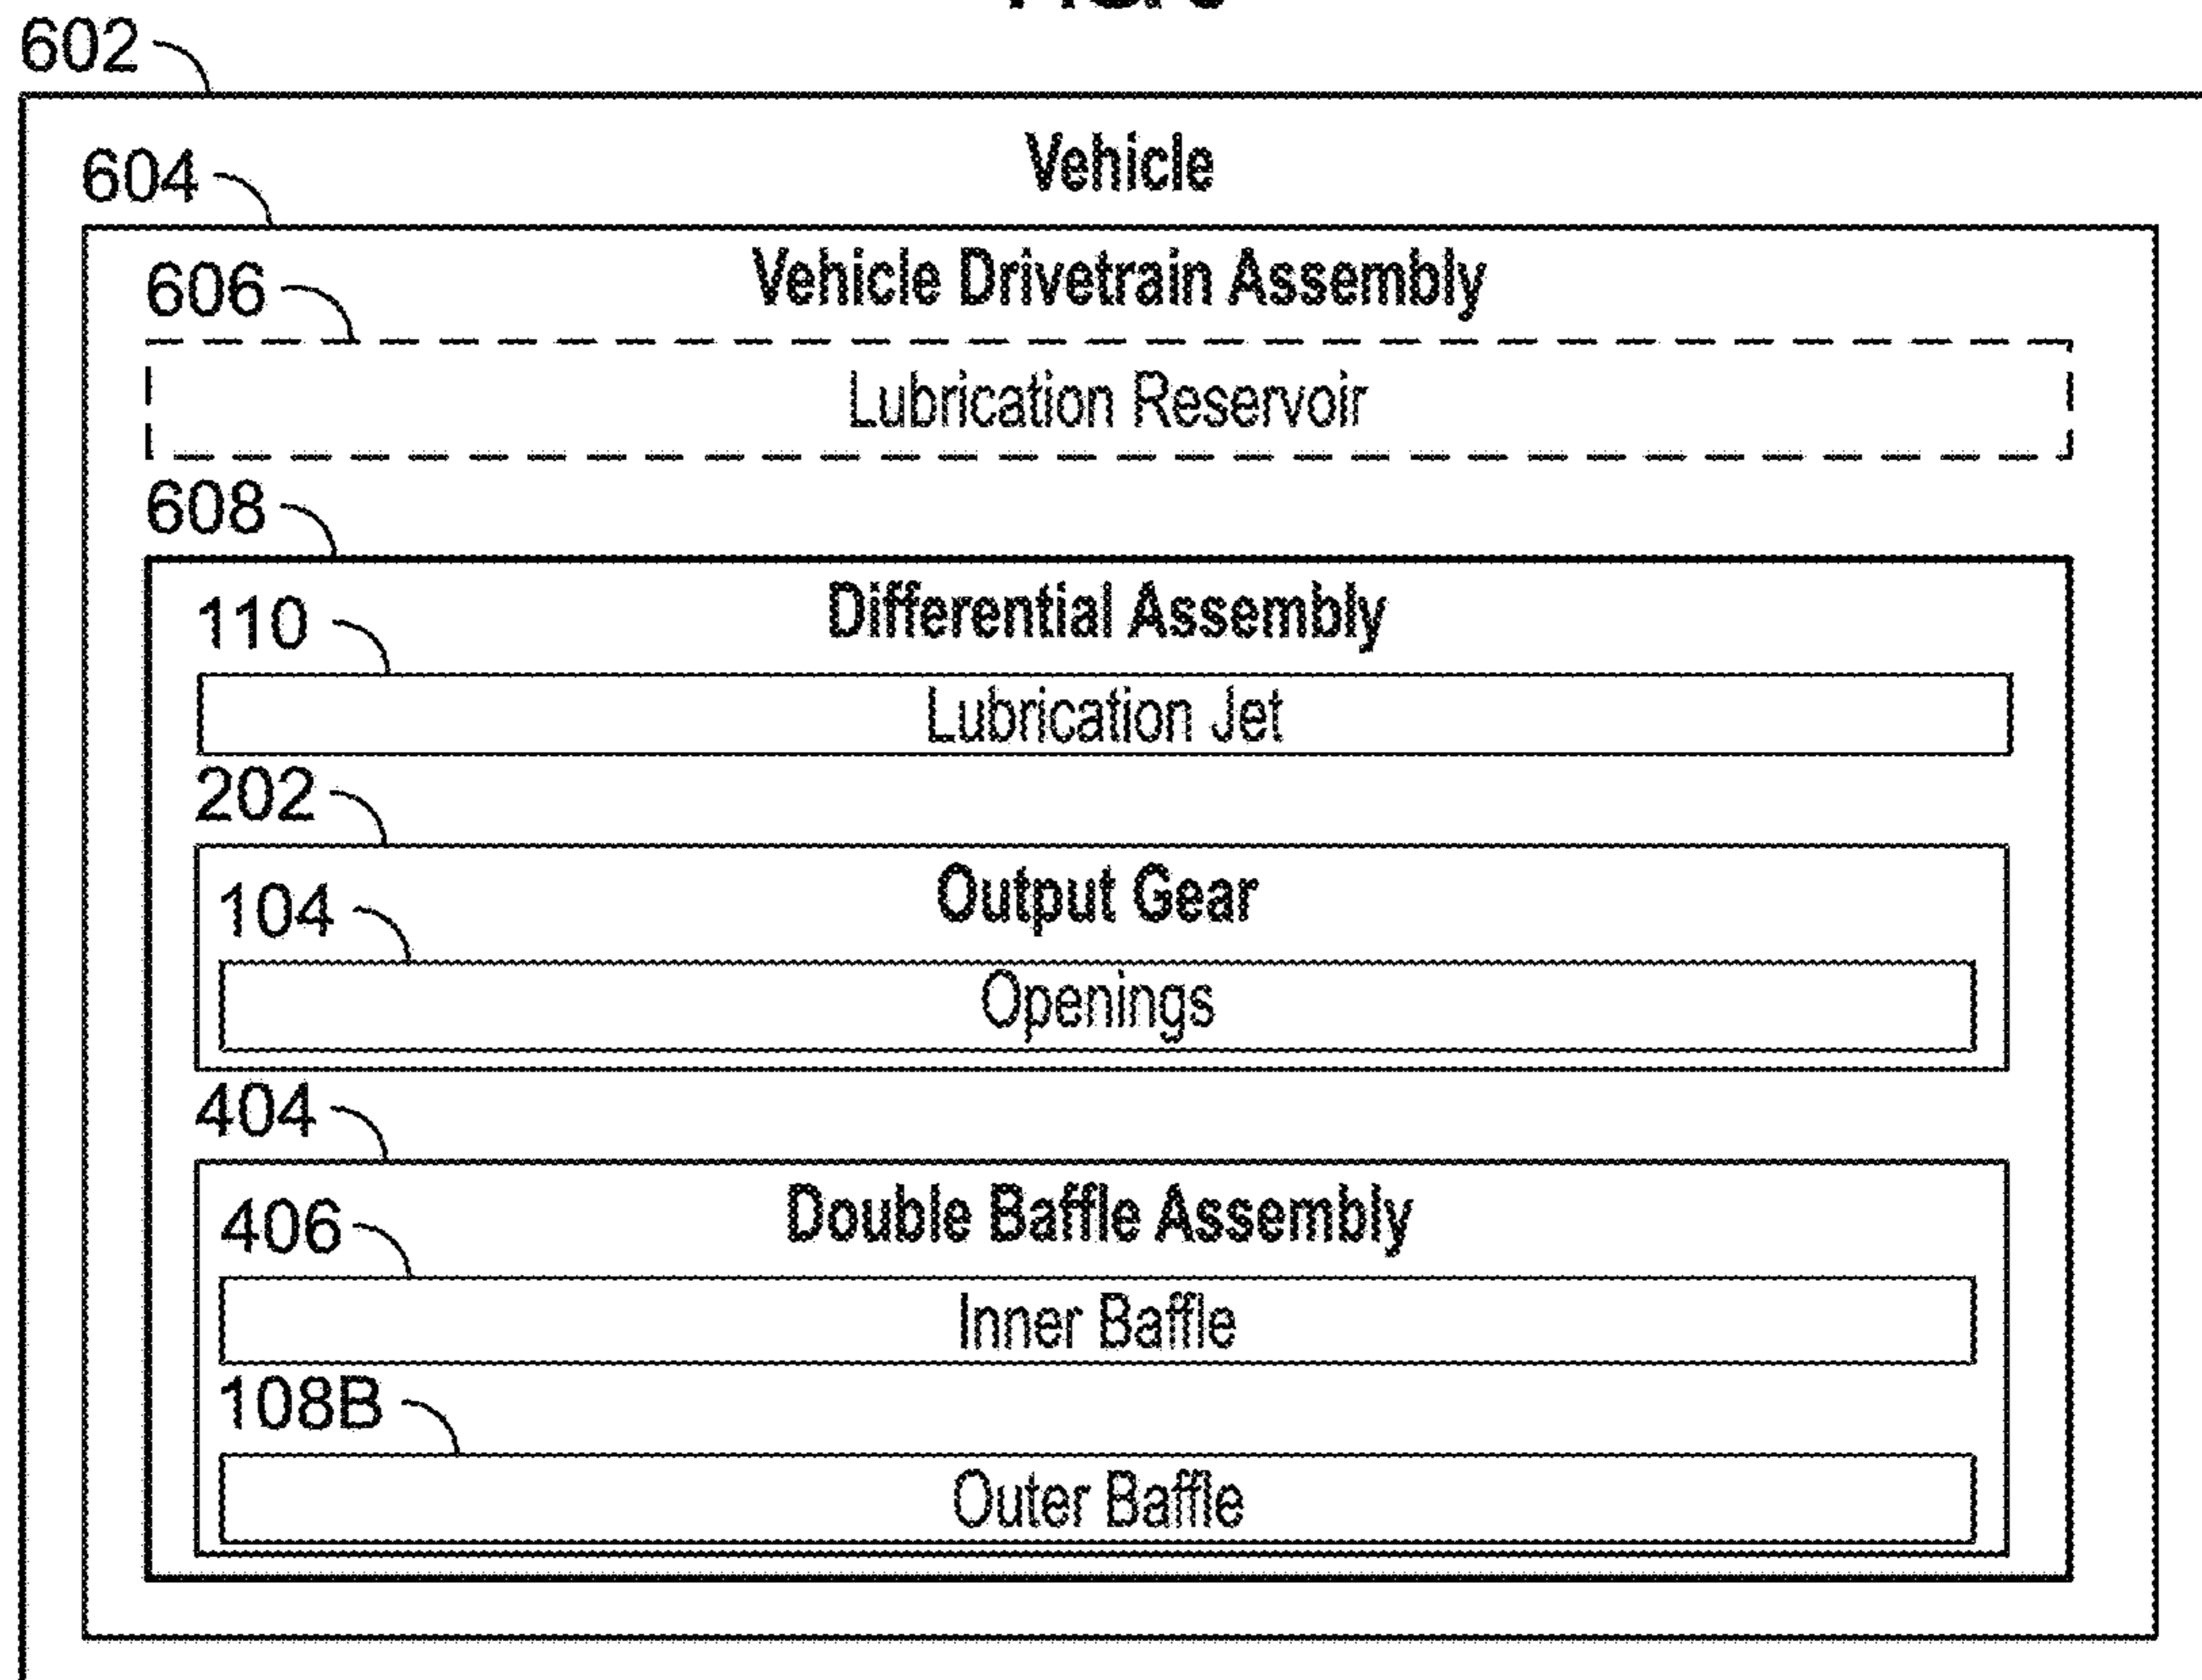 602
Vehicle
604
Vehicle Drivetrain Assembly
606
Lubrication Reservoir
608
Differential Assembly
110
Lubrication Jet
202
Output Gear
104
Openings
404
Double Baffle Assembly
406
Inner Baffle
108B
Outer Baffle